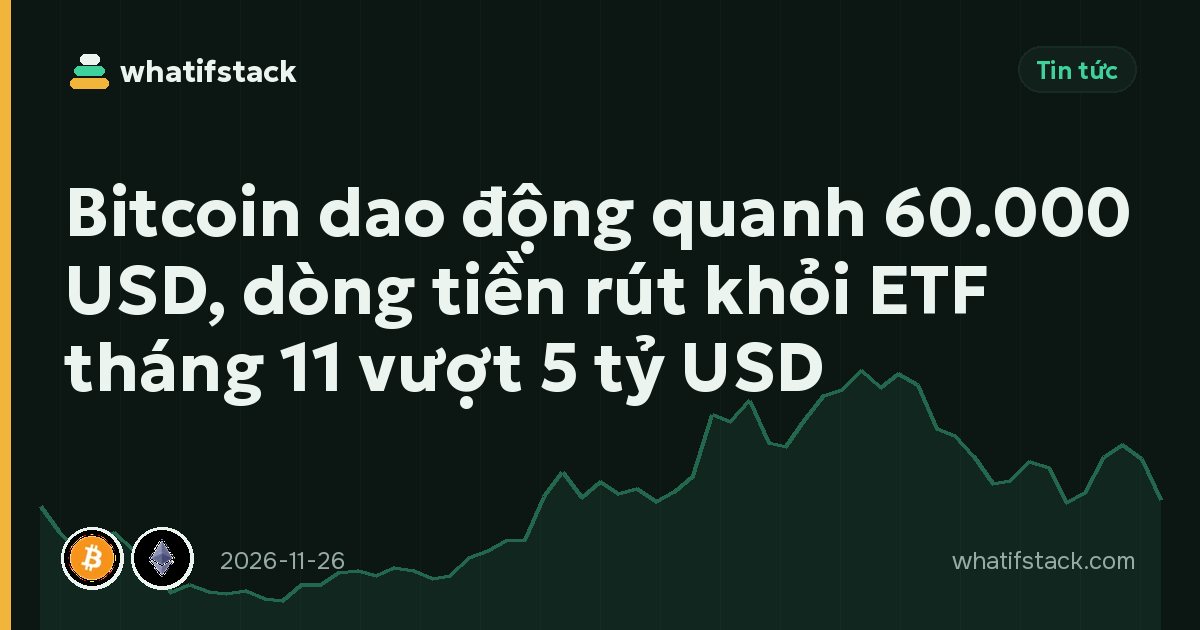 whatifstack
Tin tức
Bitcoin dao động quanh 60.000
USD, dòng tiền rút khỏi ETF
tháng 11 vượt 5 tỷ USD
2026-11-26
whatifstack.com